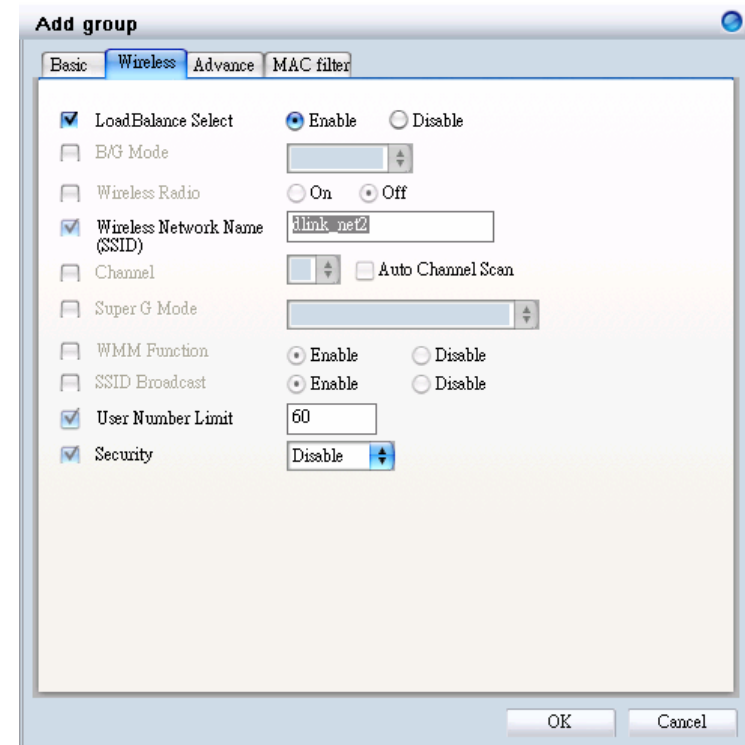 Add group
Basic Wireless Advance MAC filter
LoadBalance Select Enable Disable
B/G Mode
Wireless Radio On Off
Wireless Network Name dlink_net2
(SSID)
Channel Auto Channel Scan
Super G Mode
WMM Function Enable Disable
SSID Broadcast Enable Disable
User Number Limit 60
Security Disable
OK Cancel